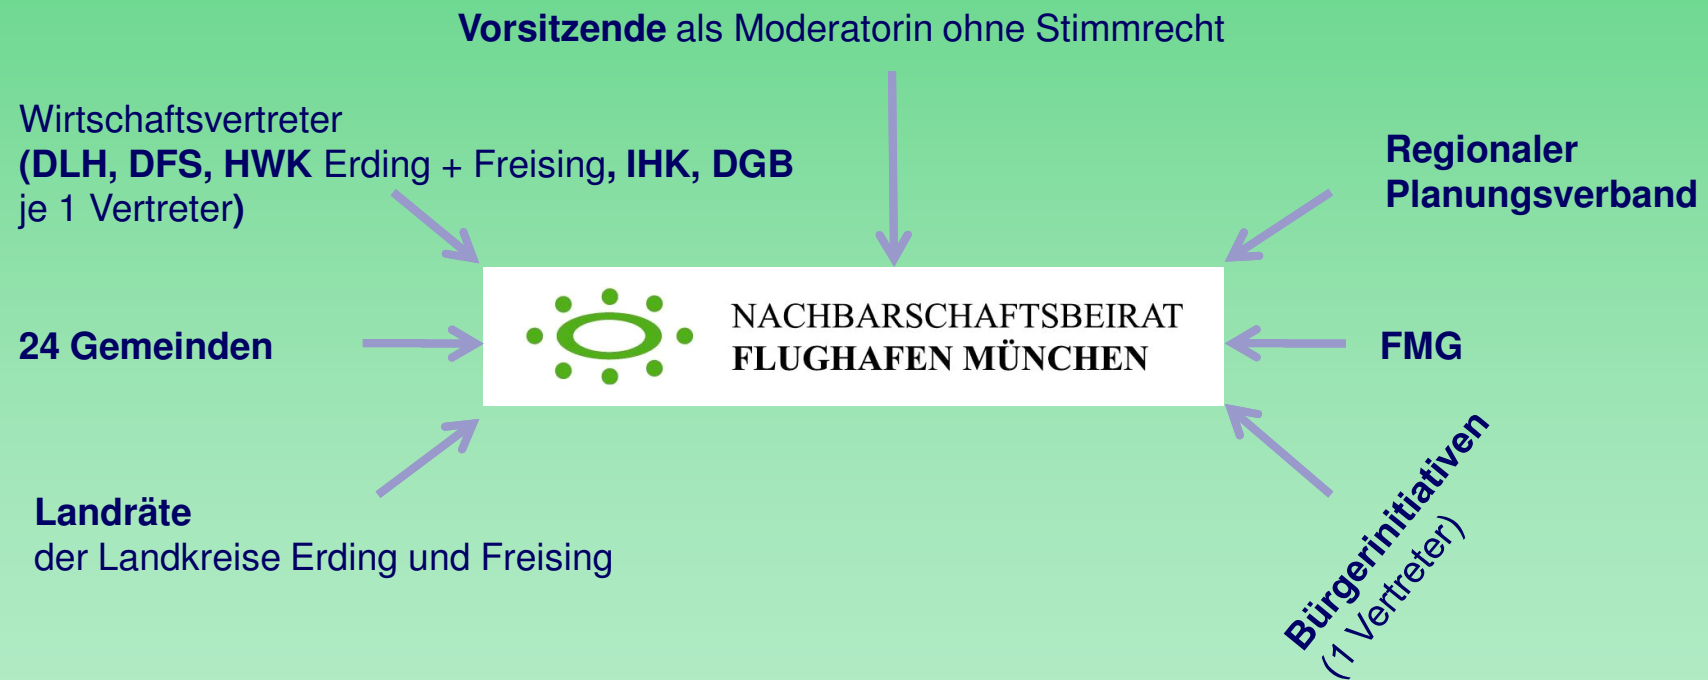 Vorsitzende als Moderatorin ohne Stimmrecht
Wirtschaftsvertreter
(DLH, DFS, HWK Erding + Freising, IHK, DGB
je 1 Vertreter)
Regionaler
Planungsverband
24 Gemeinden
NACHBARSCHAFTSBEIRAT
FLUGHAFEN MÜNCHEN
FMG
Landräte
der Landkreise Erding und Freising
Bürgerinitiativen
(1 Vertreter)